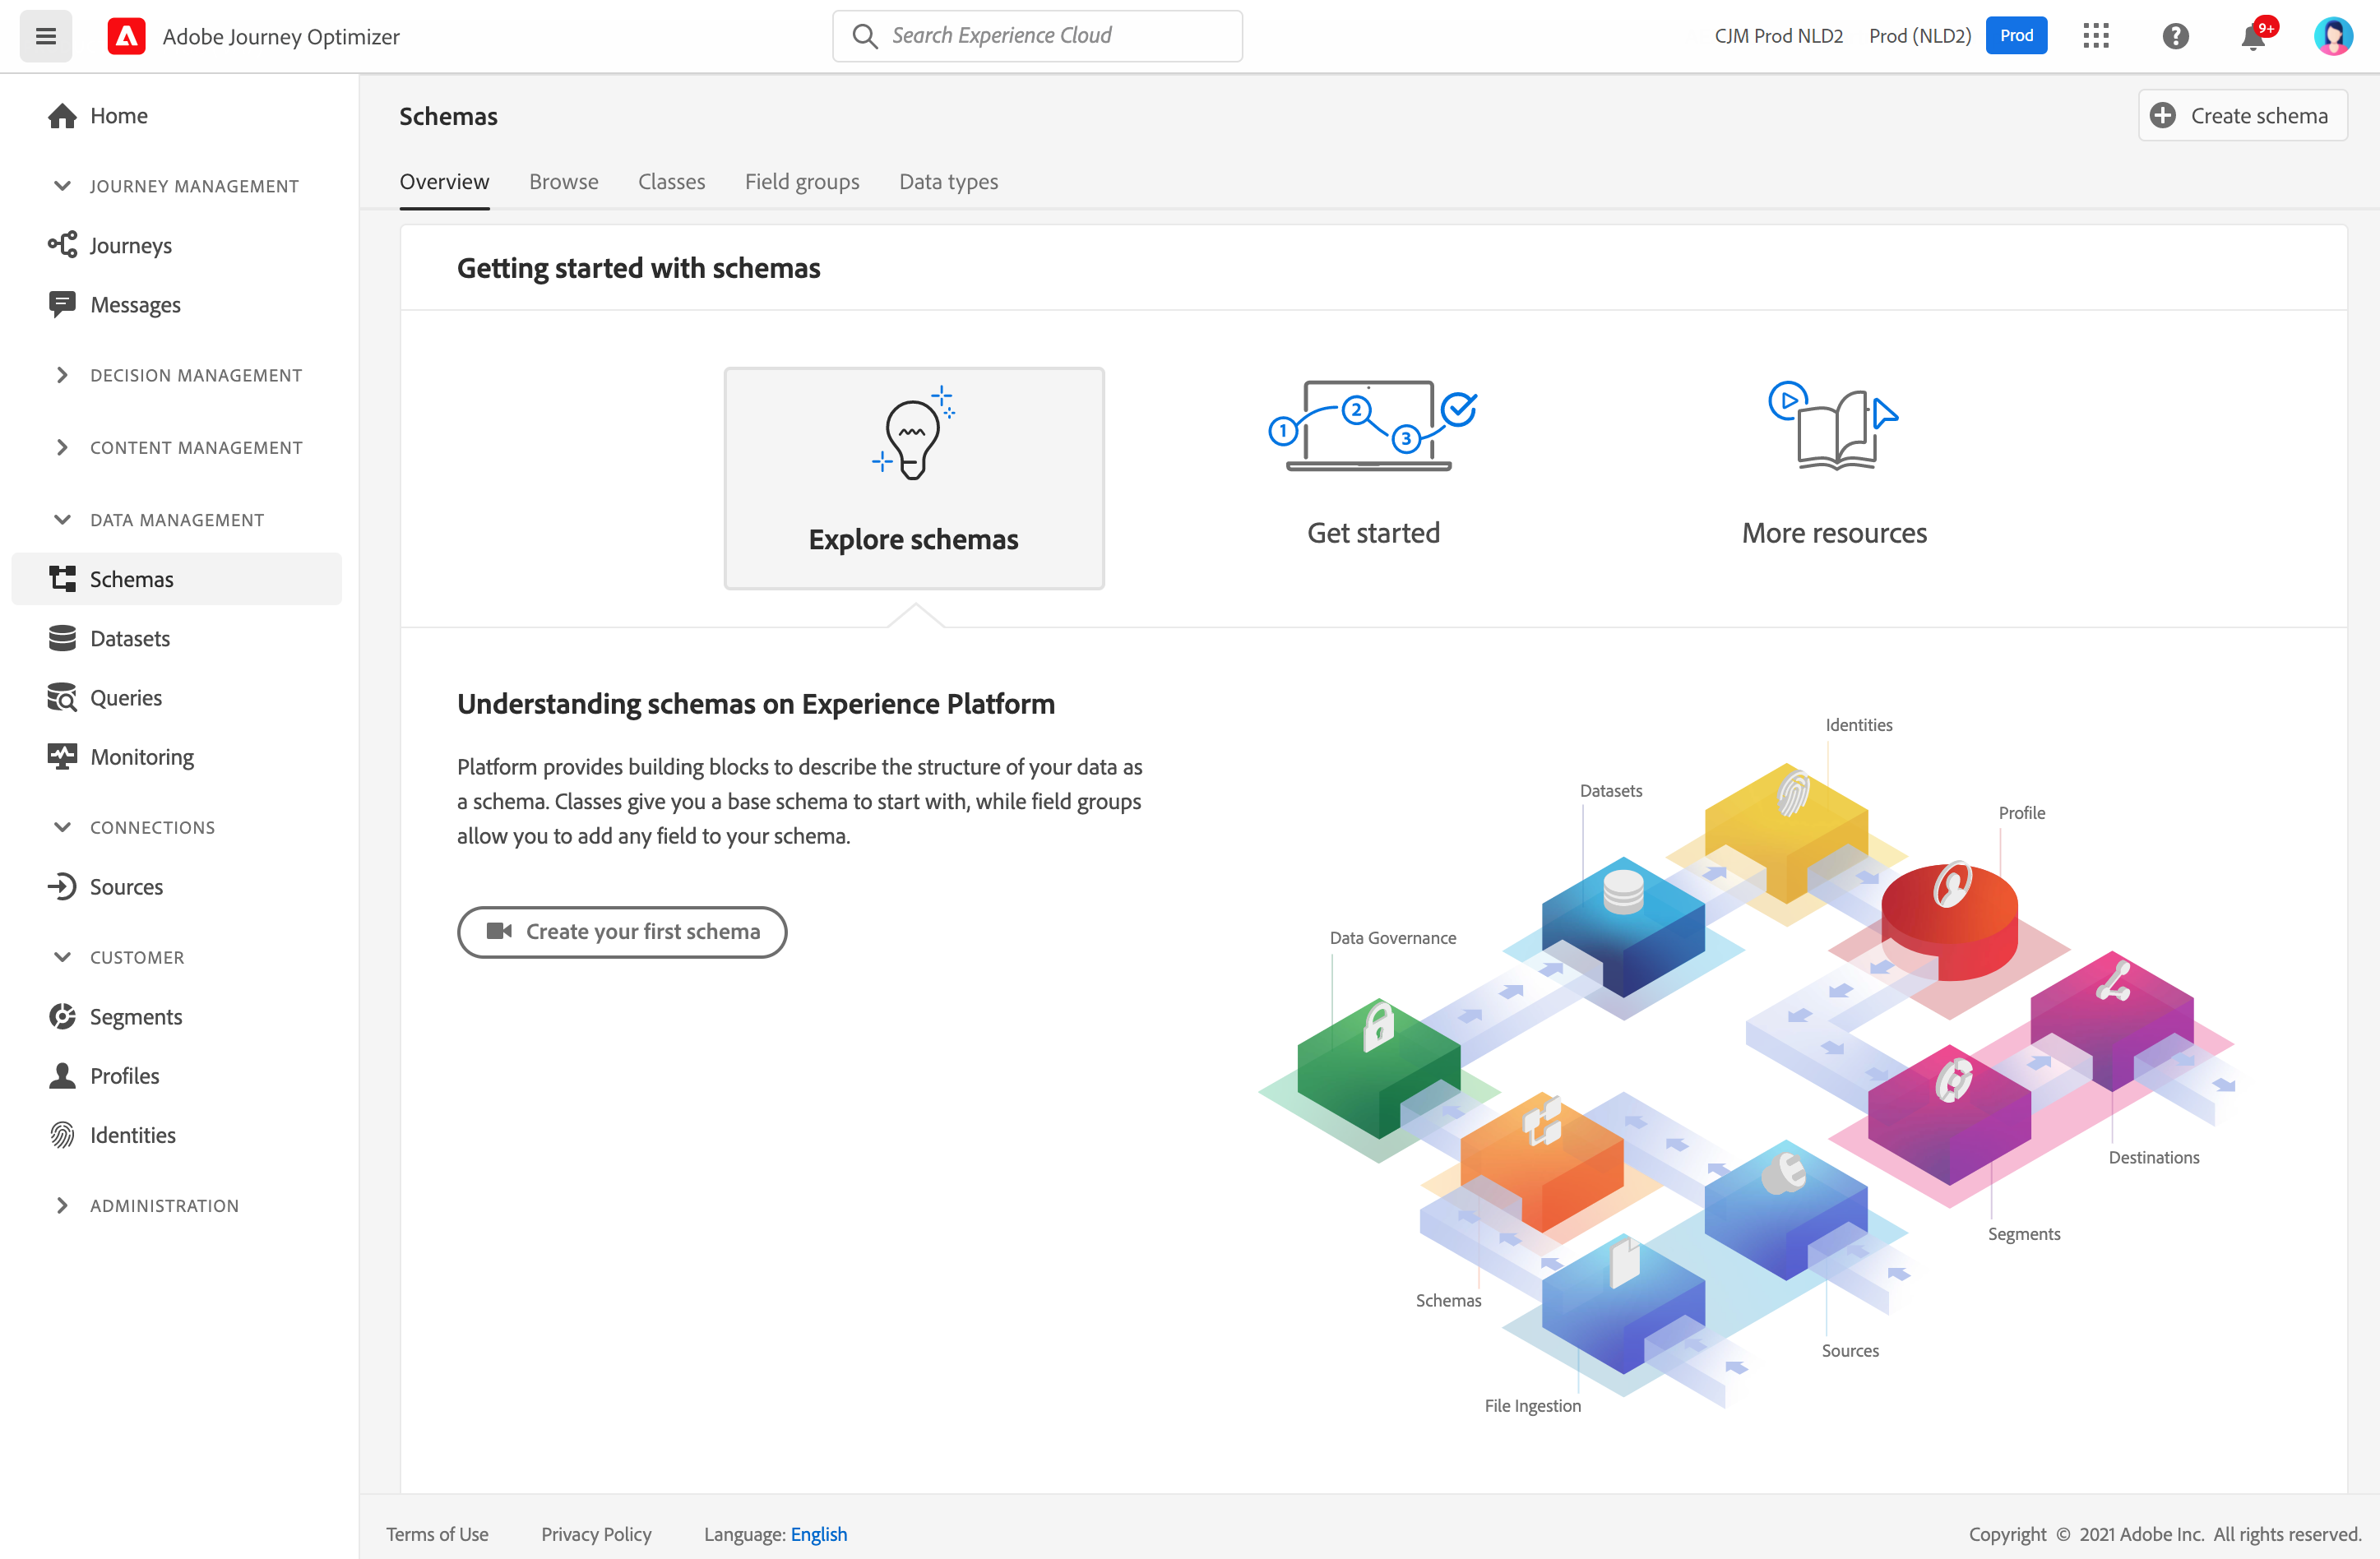 Adobe Journey Optimizer
Search Experience Cloud
CJM Prod NLD2
Prod (NLD2)
Prod
9+
Home
JOURNEY MANAGEMENT
Journeys
Messages
DECISION MANAGEMENT
CONTENT MANAGEMENT
DATA MANAGEMENT
Schemas
Datasets
Queries
Monitoring
CONNECTIONS
Sources
CUSTOMER
Segments
Profiles
Identities
ADMINISTRATION
Schemas
Create schema
Overview
Browse
Classes
Field groups
Data types
Getting started with schemas
Explore schemas
1
2
3
Get started
More resources
Understanding schemas on Experience Platform
Platform provides building blocks to describe the structure of your data as
a schema. Classes give you a base schema to start with, while field groups
allow you to add any field to your schema.
Create your first schema
Identities
Datasets
Profile
Data Governance
Destinations
Segments
Schemas
Sources
File Ingestion
Terms of Use
Privacy Policy
Language: English
Copyright © 2021 Adobe Inc. All rights reserved.